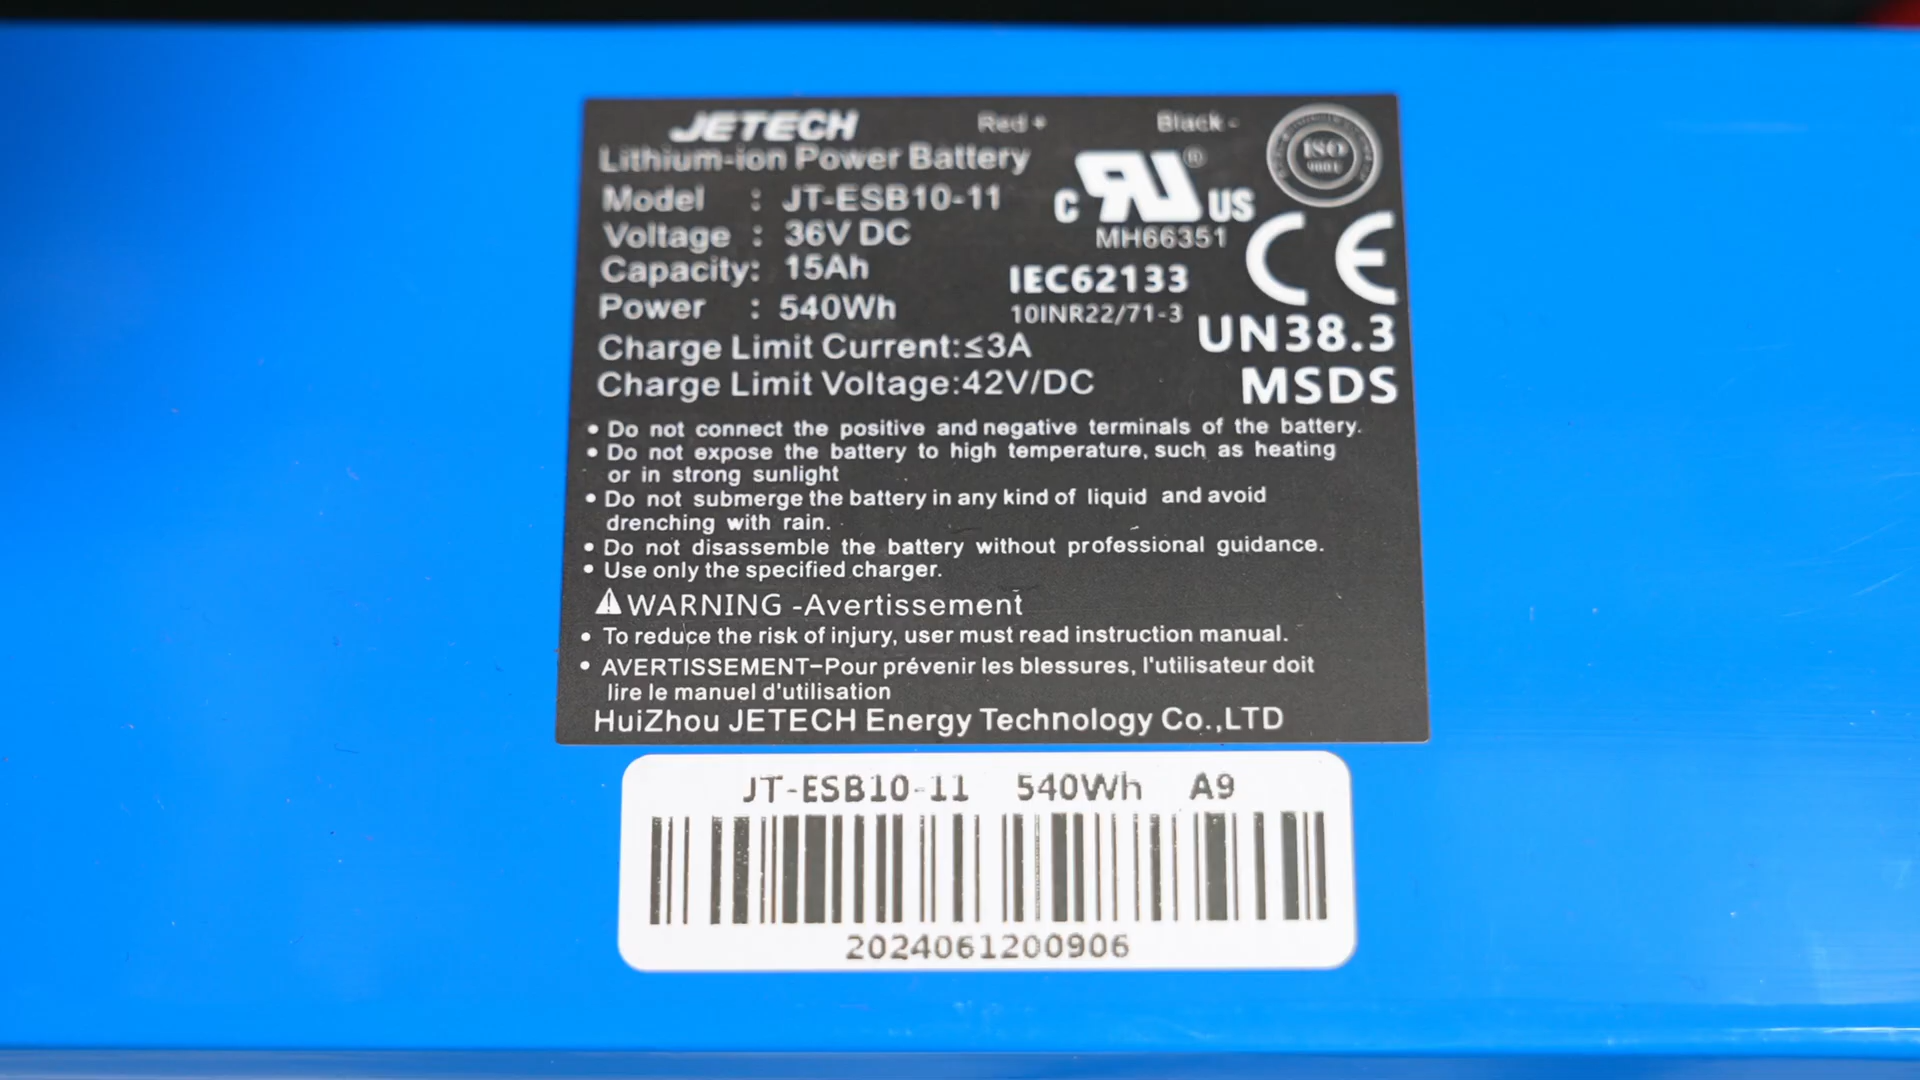 JETECH Red + Black -
Lithium-ion Power Battery
ISO
9001
Model : JT-ESB10-11
c RU ® US
Voltage : 36V DC
MH66351
CE
Capacity: 15Ah
IEC62133
Power : 540Wh
10INR22/71-3
UN38.3
Charge Limit Current:≤3A
Charge Limit Voltage:42V/DC
MSDS
• Do not connect the positive and negative terminals of the battery.
• Do not expose the battery to high temperature, such as heating
or in strong sunlight
• Do not submerge the battery in any kind of liquid and avoid
drenching with rain.
• Do not disassemble the battery without professional guidance.
• Use only the specified charger.
⚠WARNING -Avertissement
• To reduce the risk of injury, user must read instruction manual.
• AVERTISSEMENT-Pour prévenir les blessures, l'utilisateur doit
lire le manuel d'utilisation
HuiZhou JETECH Energy Technology Co.,LTD
JT-ESB10-11 540Wh A9
2024061200906